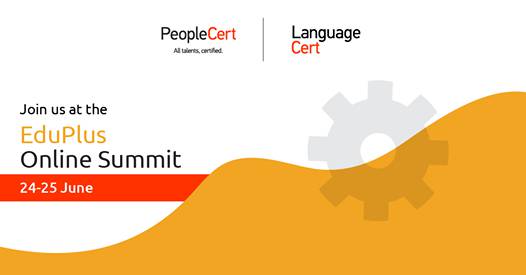 PeopleCert
All talents, certified.
Language
Cert
Join us at the
EduPlus
Online Summit
24-25 June